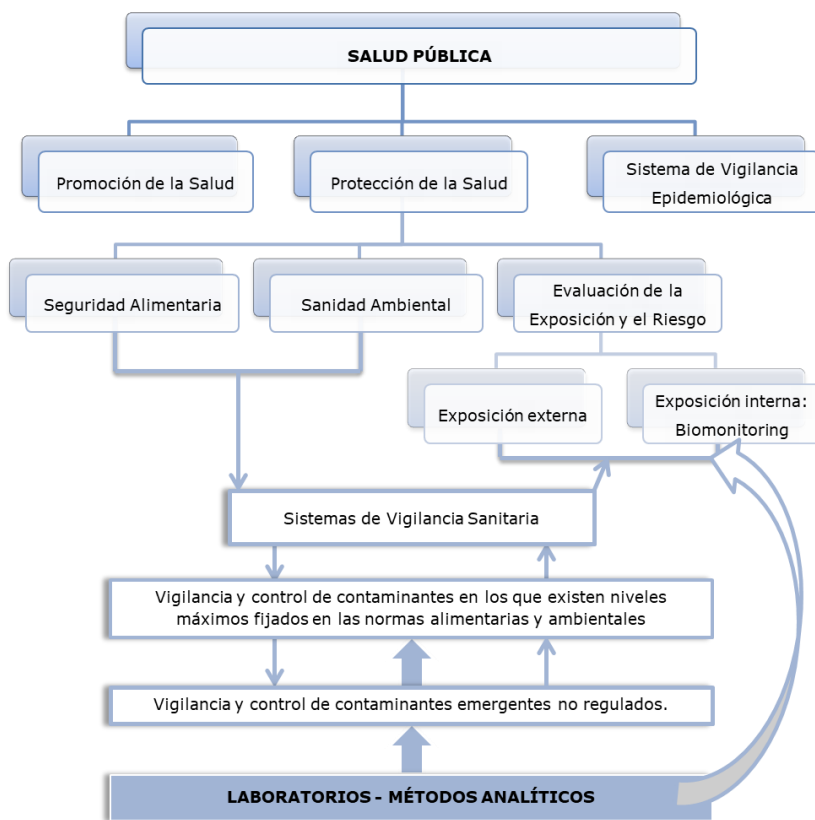 SALUD PÚBLICA
Promoción de la Salud
Protección de la Salud
Sistema de Vigilancia
Epidemiológica
Seguridad Alimentaria
Sanidad Ambiental
Evaluación de la
Exposición y el Riesgo
Exposición externa
Exposición interna:
Biomonitoring
Sistemas de Vigilancia Sanitaria
Vigilancia y control de contaminantes en los que existen niveles
máximos fijados en las normas alimentarias y ambientales
Vigilancia y control de contaminantes emergentes no regulados.
LABORATORIOS - MÉTODOS ANALÍTICOS